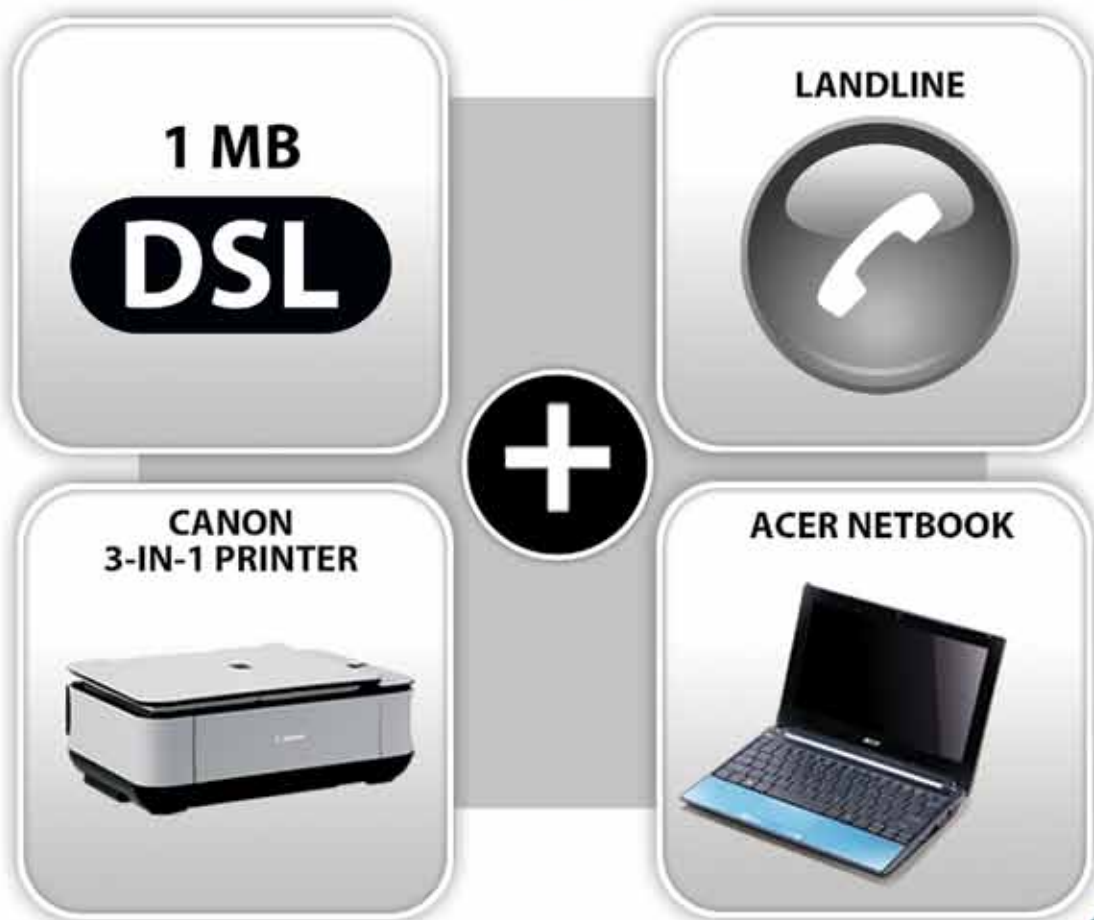 1 MB
DSL
LANDLINE
CANON
3-IN-1 PRINTER
ACER NETBOOK